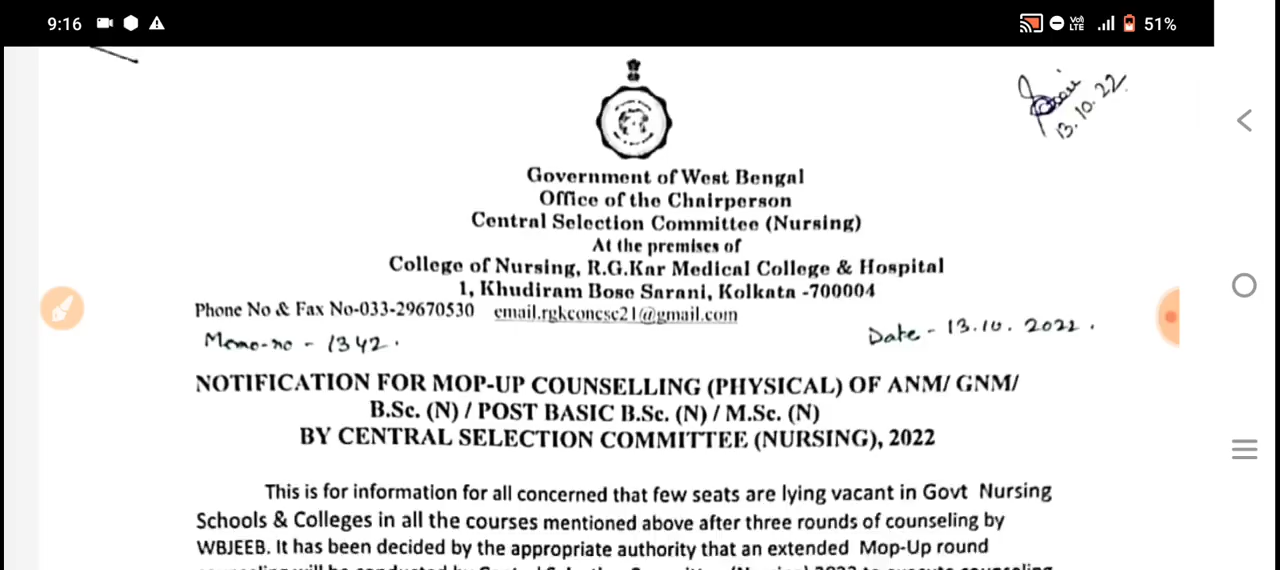 9:16
Vo) LTE
51%
13.10.22
Government of West Bengal
Office of the Chairperson
Central Selection Committee (Nursing)
At the premises of
College of Nursing, R.G.Kar Medical College & Hospital
1, Khudiram Bose Sarani, Kolkata -700004
Phone No & Fax No-033-29670530 email.rgkconcsc21@gmail.com
Memo-no - 1342.
Date - 13.10.2022.
NOTIFICATION FOR MOP-UP COUNSELLING (PHYSICAL) OF ANM/ GNM/
B.Sc. (N) / POST BASIC B.Sc. (N) / M.Sc. (N)
BY CENTRAL SELECTION COMMITTEE (NURSING), 2022
This is for information for all concerned that few seats are lying vacant in Govt Nursing
Schools & Colleges in all the courses mentioned above after three rounds of counseling by
WBJEEB. It has been decided by the appropriate authority that an extended Mop-Up round